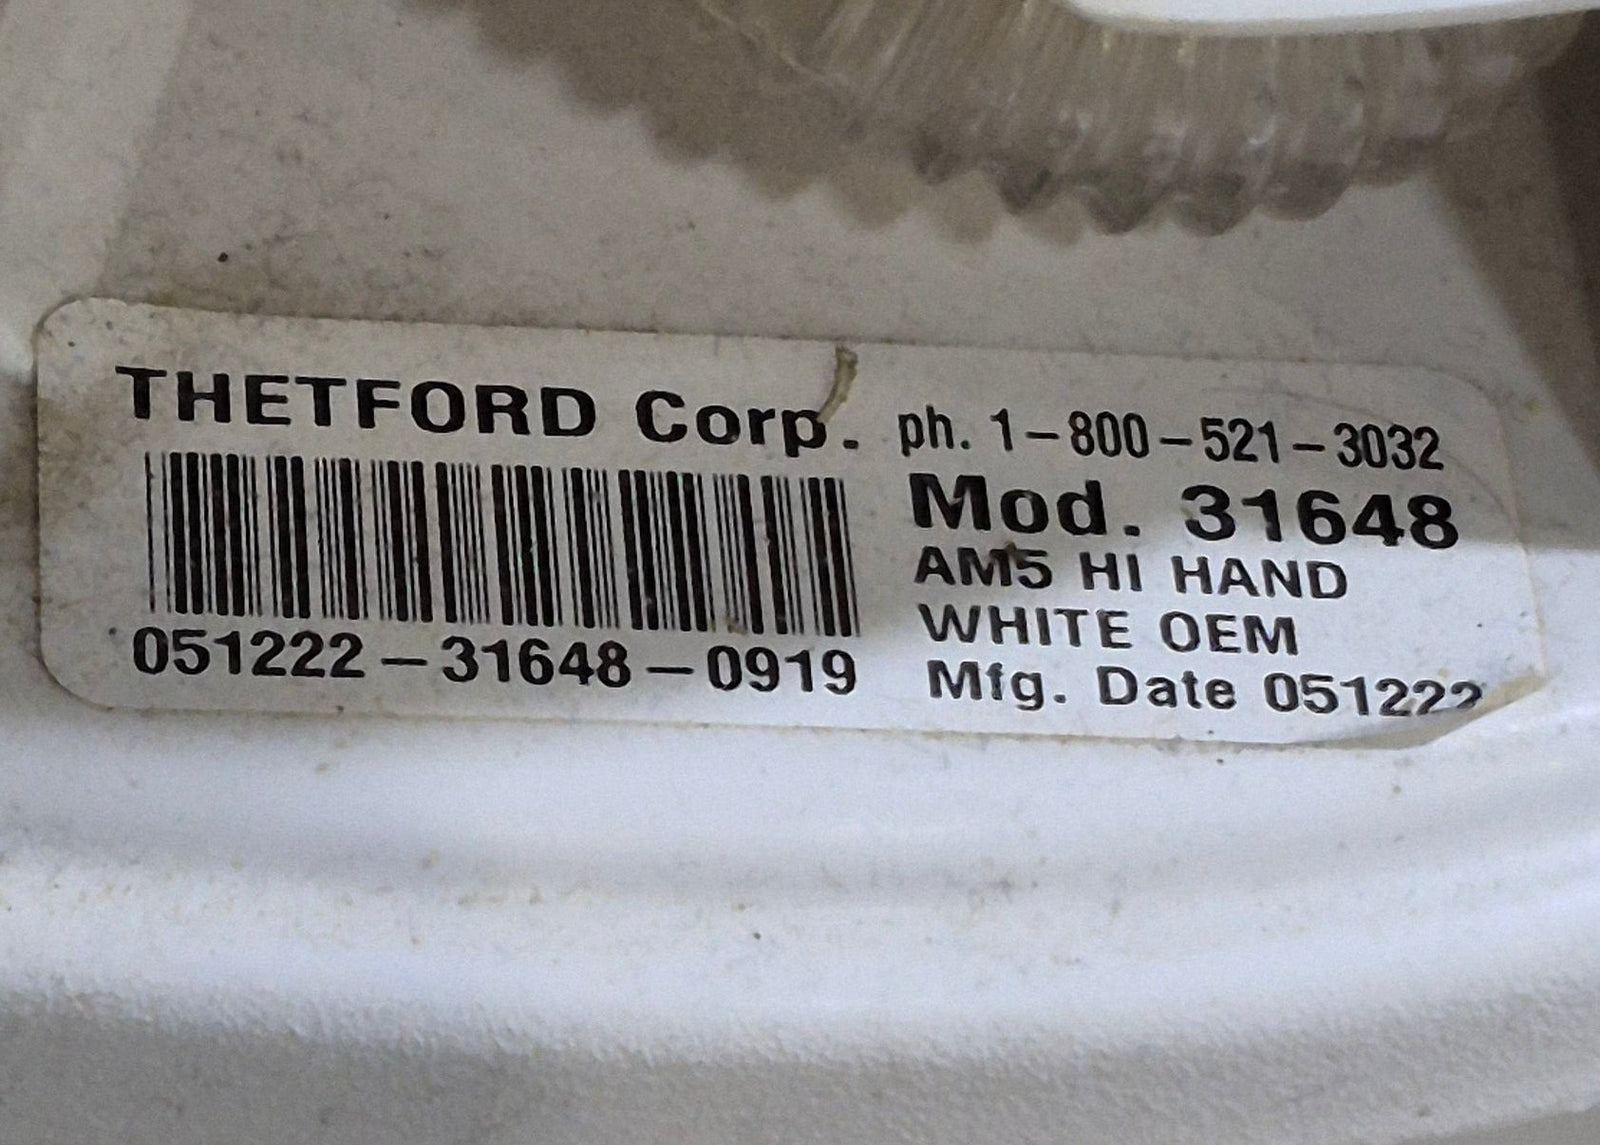 THETFORD Corp. ph. 1-800-521-3032
Mod. 31648
AM5 HI HAND
WHITE OEM
051222-31648-0919
Mfg. Date 051222